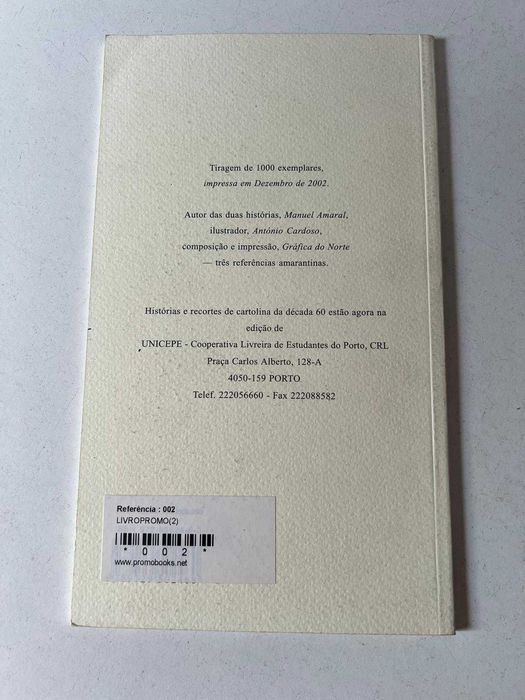 Tiragem de 1000 exemplares,
impressa em Dezembro de 2002.
Autor das duas histórias, Manuel Amaral,
ilustrador, António Cardoso,
composição e impressão, Gráfica do Norte
— três referências amarantinas.
Histórias e recortes de cartolina da década 60 estão agora na
edição de
UNICEPE - Cooperativa Livreira de Estudantes do Porto, CRL
Praça Carlos Alberto, 128-A
4050-159 PORTO
Telef. 222056660 - Fax 222088582
Referência : 002
LIVROPROMO(2)
* 0 0 2 *
www.promobooks.net